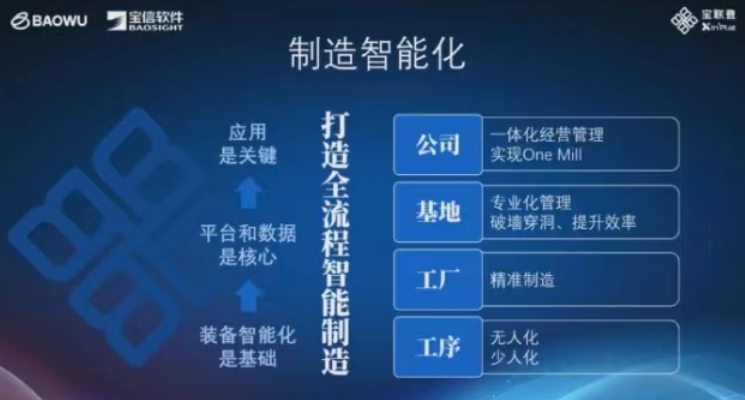 BAOWU
宝信软件
BAOSIGHT
宝联登
XinPlat
制造智能化
应用
是关键
平台和数据
是核心
装备智能化
是基础
打造全流程智能制造
公司
一体化经营管理
实现One Mill
基地
专业化管理
破墙穿洞、提升效率
工厂
精准制造
工序
无人化
少人化